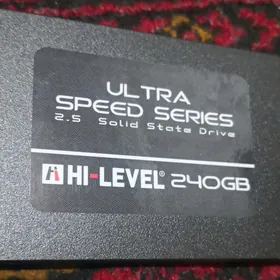 ULTRA
SPEED SERIES
2.5 Solid State Drive
HI-LEVEL® 240GB